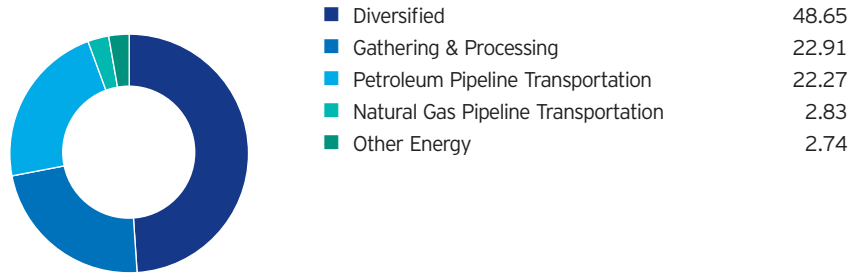 Diversified 48.65
Gathering & Processing 22.91
Petroleum Pipeline Transportation 22.27
Natural Gas Pipeline Transportation 2.83
Other Energy 2.74